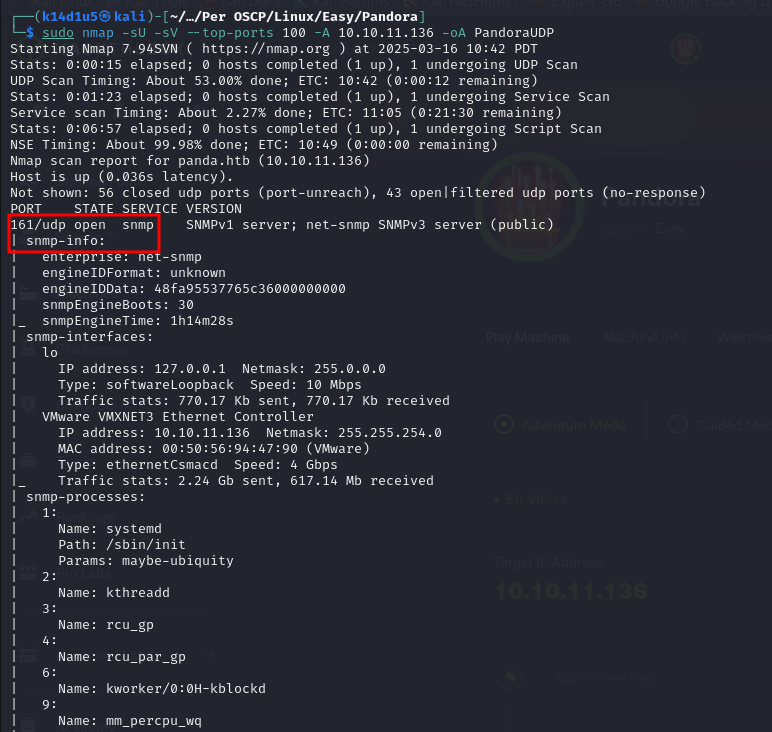 ┌──(k14d1u5㉿kali)-[~/…/Per OSCP/Linux/Easy/Pandora]
└─$ sudo nmap -sU -sV --top-ports 100 -A 10.10.11.136 -oA PandoraUDP
Starting Nmap 7.94SVN ( https://nmap.org ) at 2025-03-16 10:42 PDT
Stats: 0:00:15 elapsed; 0 hosts completed (1 up), 1 undergoing UDP Scan
UDP Scan Timing: About 53.00% done; ETC: 10:42 (0:00:12 remaining)
Stats: 0:01:23 elapsed; 0 hosts completed (1 up), 1 undergoing Service Scan
Service scan Timing: About 2.27% done; ETC: 11:05 (0:21:30 remaining)
Stats: 0:06:57 elapsed; 0 hosts completed (1 up), 1 undergoing Script Scan
NSE Timing: About 99.98% done; ETC: 10:49 (0:00:00 remaining)
Nmap scan report for panda.htb (10.10.11.136)
Host is up (0.036s latency).
Not shown: 56 closed udp ports (port-unreach), 43 open|filtered udp ports (no-response)
PORT    STATE SERVICE VERSION
161/udp open  snmp    SNMPv1 server; net-snmp SNMPv3 server (public)
| snmp-info:
|   enterprise: net-snmp
|   engineIDFormat: unknown
|   engineIDData: 48fa95537765c36000000000
|   snmpEngineBoots: 30
|_  snmpEngineTime: 1h14m28s
| snmp-interfaces:
|   lo
|     IP address: 127.0.0.1  Netmask: 255.0.0.0
|     Type: softwareLoopback  Speed: 10 Mbps
|     Traffic stats: 770.17 Kb sent, 770.17 Kb received
|   VMware VMXNET3 Ethernet Controller
|     IP address: 10.10.11.136  Netmask: 255.255.254.0
|     MAC address: 00:50:56:94:47:90 (VMware)
|     Type: ethernetCsmacd  Speed: 4 Gbps
|_    Traffic stats: 2.24 Gb sent, 617.14 Mb received
| snmp-processes:
|   1:
|     Name: systemd
|     Path: /sbin/init
|     Params: maybe-ubiquity
|   2:
|     Name: kthreadd
|   3:
|     Name: rcu_gp
|   4:
|     Name: rcu_par_gp
|   6:
|     Name: kworker/0:0H-kblockd
|   9:
|     Name: mm_percpu_wq
Pandora
Linux Easy
Play Machine Machine Info Walkthr
Adventure Mode Guided Mod
EU VIP 14
Target IP Address
10.10.11.136